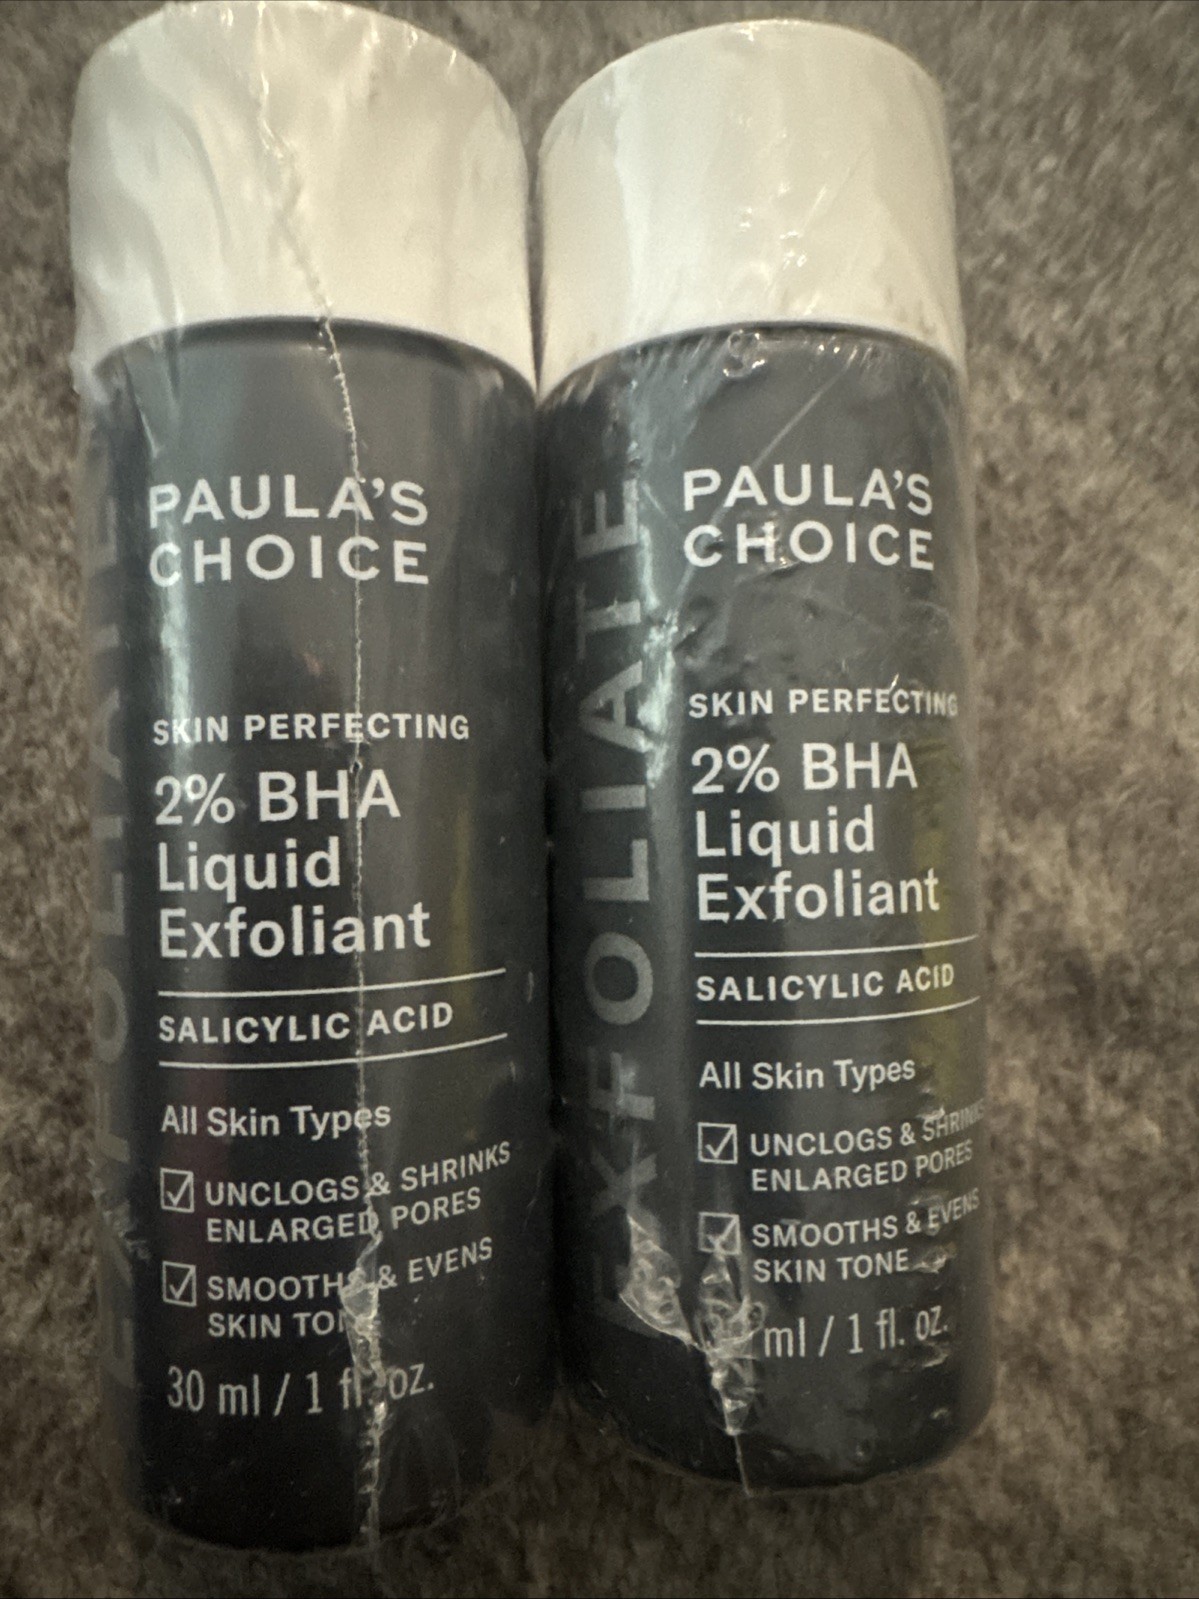 PAULA'S
CHOICE
EXFOLIATE
SKIN PERFECTING
2% BHA
Liquid
Exfoliant
SALICYLIC ACID
All Skin Types
UNCLOGS & SHRINKS
ENLARGED PORES
SMOOTHS & EVENS
SKIN TONE
30 ml / 1 fl. oz.
PAULA'S
CHOICE
EXFOLIATE
SKIN PERFECTING
2% BHA
Liquid
Exfoliant
SALICYLIC ACID
All Skin Types
UNCLOGS & SHRINKS
ENLARGED PORES
SMOOTHS & EVENS
SKIN TONE
ml / 1 fl. oz.